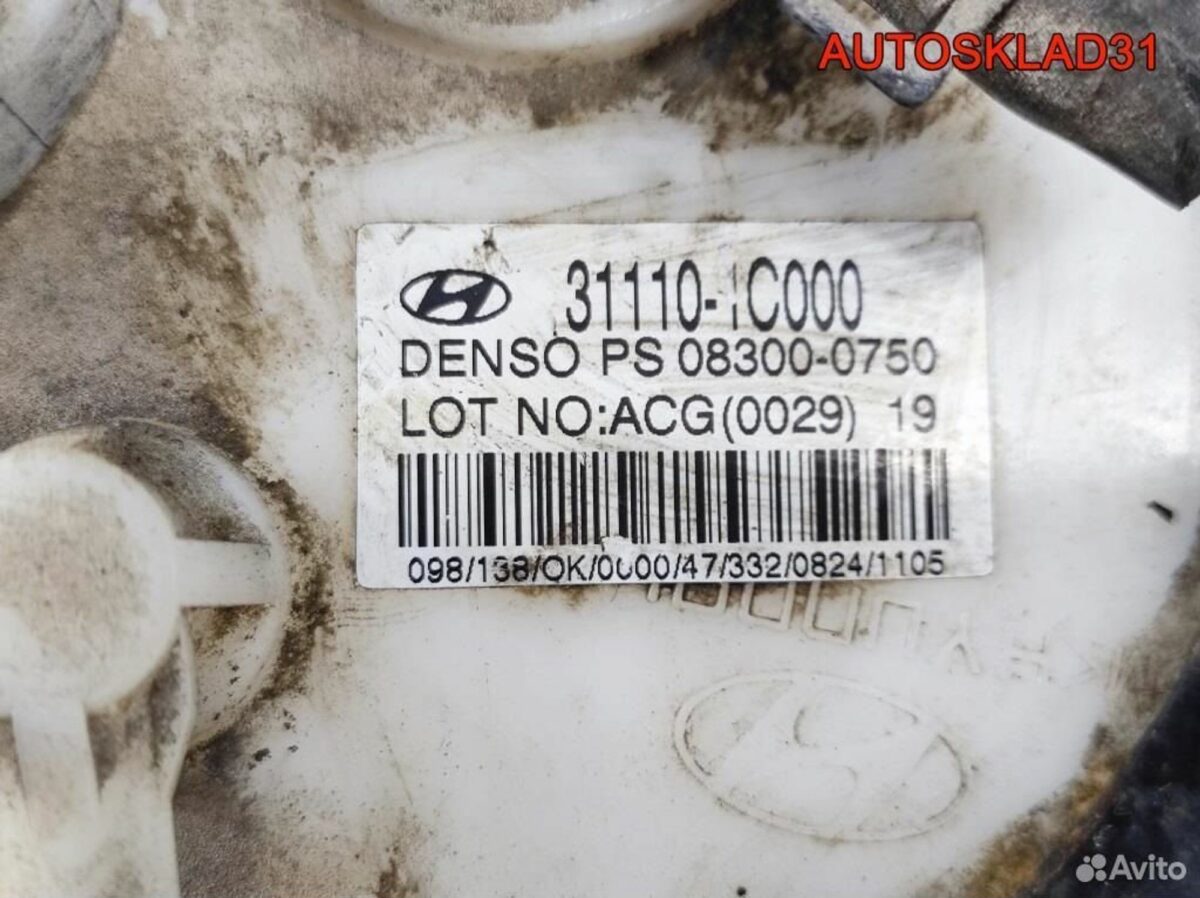 AUTOSKLAD31
31110-1C000
DENSO PS 08300-0750
LOT NO:ACG(0029) 19
098/138/OK/0000/47/332/0824/1105
HYUNDAI
Avito